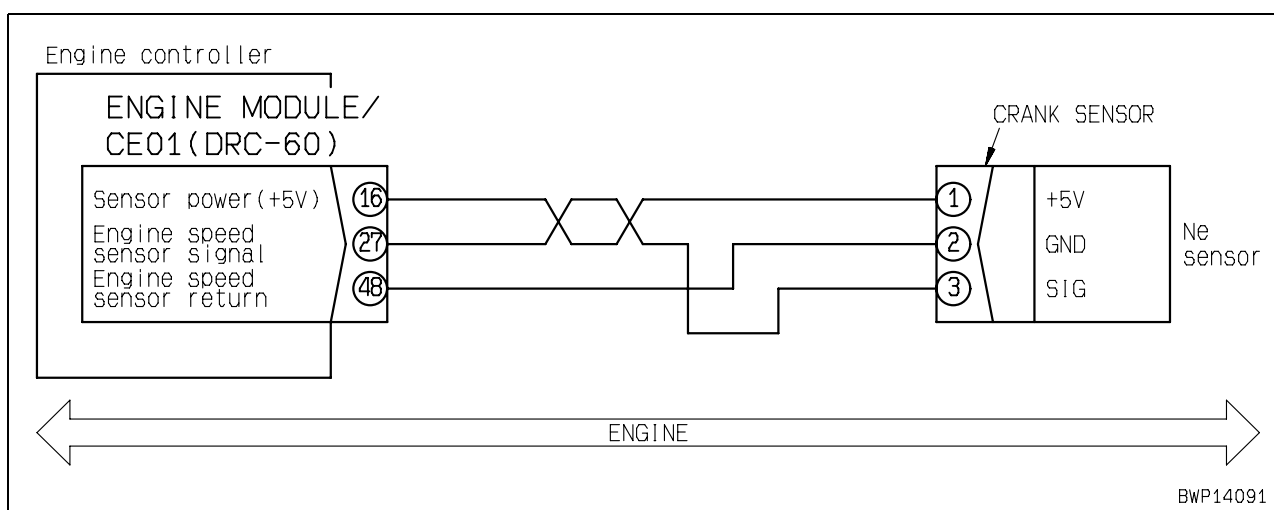 Engine controller
ENGINE MODULE/
CE01(DRC-60)
CRANK SENSOR
Sensor power(+5V)
16
1
+5V
Engine speed
sensor signal
27
2
GND
Ne
sensor
Engine speed
sensor return
48
3
SIG
ENGINE
BWP14091